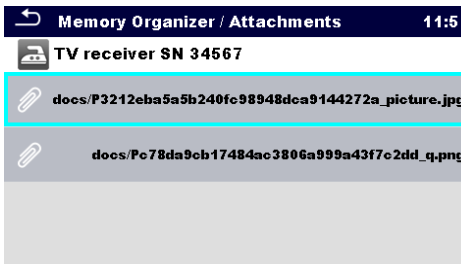 Memory Organizer / Attachments 11:5
TV receiver SN 34567
docs/P3212eba5a5b240fc98948dca9144272a_picture.jpg
docs/Pc78da9cb17484ac3806a999a43f7c2dd_q.png